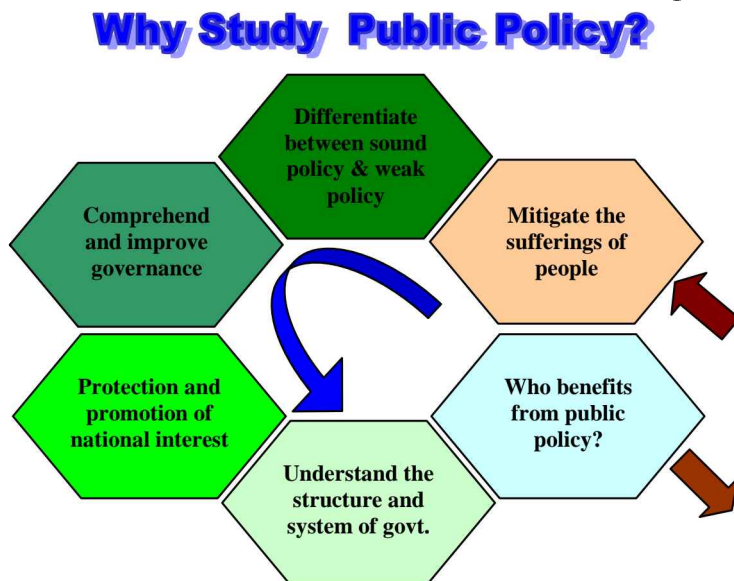 Why Study Public Policy?
Differentiate
between sound
policy & weak
policy
Comprehend
and improve
governance
Mitigate the
sufferings of
people
Protection and
promotion of
national interest
Who benefits
from public
policy?
Understand the
structure and
system of govt.